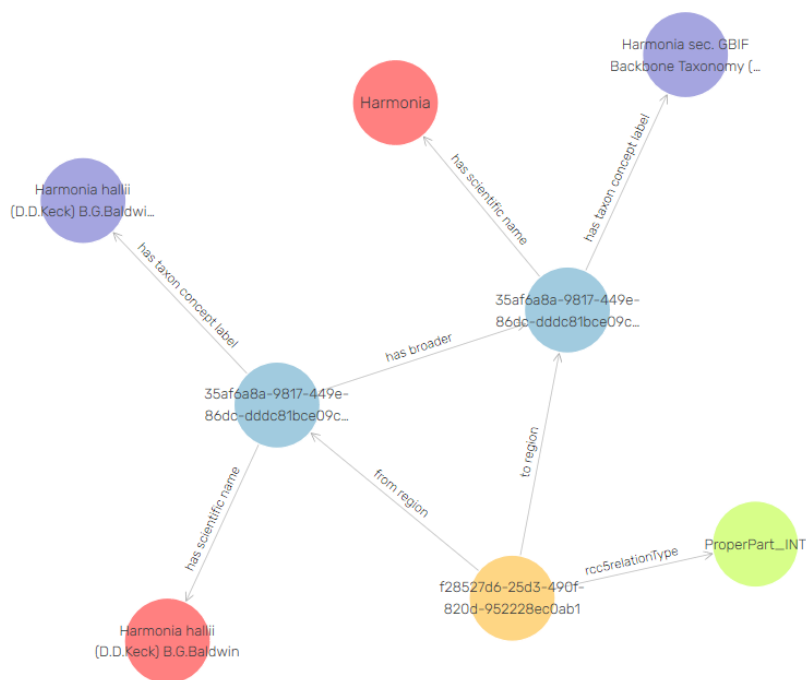 Harmonia sec. GBIF
Backbone Taxonomy (…
Harmonia
has scientific name
has taxon concept label
Harmonia hallii
(D.D.Keck) B.G.Baldwi…
has taxon concept label
35af6a8a-9817-449e-
86dc-dddc81bce09c…
has broader
35af6a8a-9817-449e-
86dc-dddc81bce09c…
to region
from region
has scientific name
ProperPart_INT
rcc5relationType
f28527d6-25d3-490f-
820d-952228ec0ab1
Harmonia hallii
(D.D.Keck) B.G.Baldwin